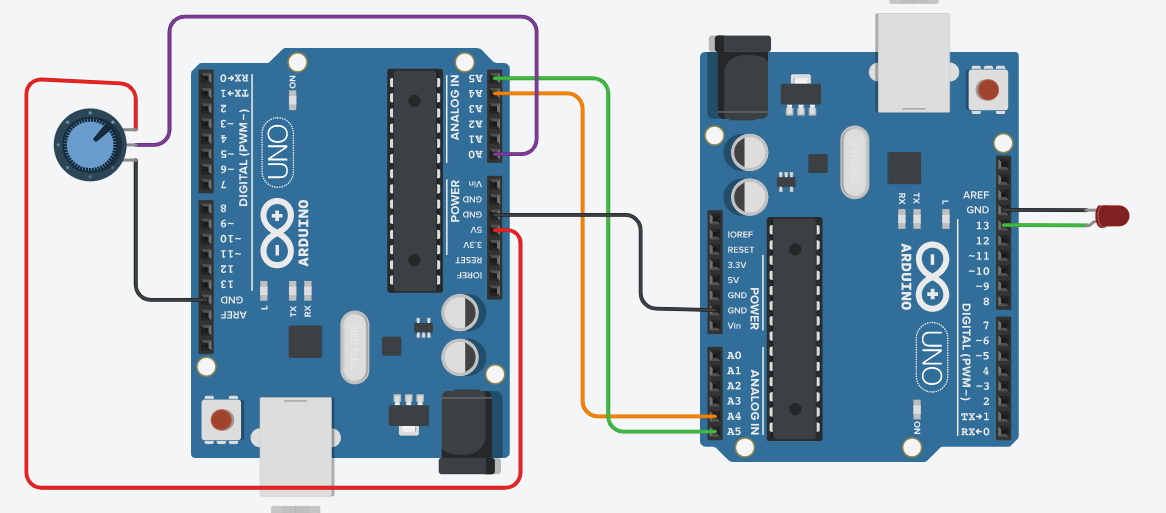 RX←0
TX→1
2
~3
4
~5
~6
7
8
~9
~10
~11
12
13
GND
AREF
DIGITAL (PWM~)
ON
UNO
ARDUINO
L
TX
RX
ANALOG IN
A5
A4
A3
A2
A1
A0
POWER
Vin
GND
GND
5V
3.3V
RESET
IOREF
IOREF
RESET
3.3V
5V
GND
GND
Vin
POWER
A0
A1
A2
A3
A4
A5
ANALOG IN
RX
TX
L
ARDUINO
UNO
ON
AREF
GND
13
12
~11
~10
~9
8
7
~6
~5
4
~3
2
TX→1
RX←0
DIGITAL (PWM~)